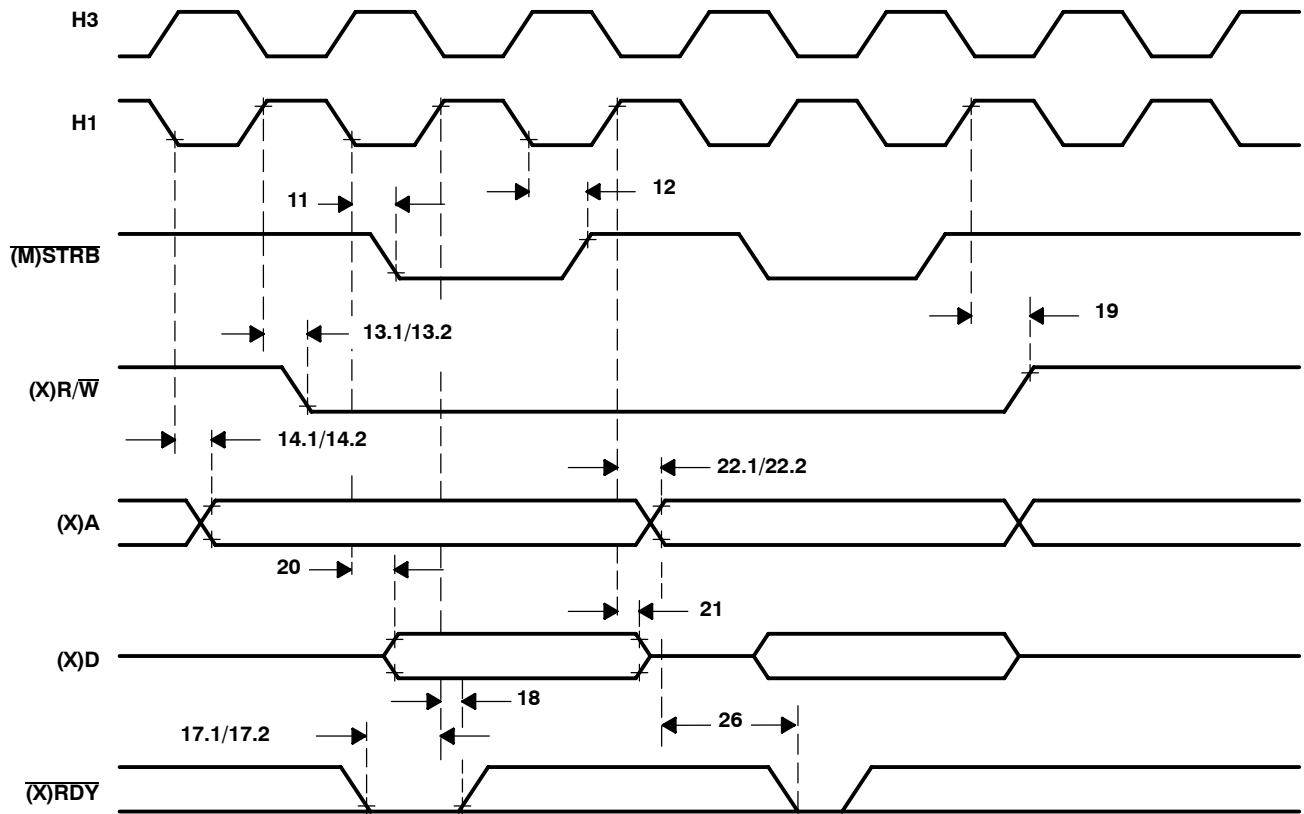 H3
H1
11
12
(M)STRB
19
13.1/13.2
(X)R/W
14.1/14.2
22.1/22.2
(X)A
20
21
(X)D
18
26
17.1/17.2
(X)RDY